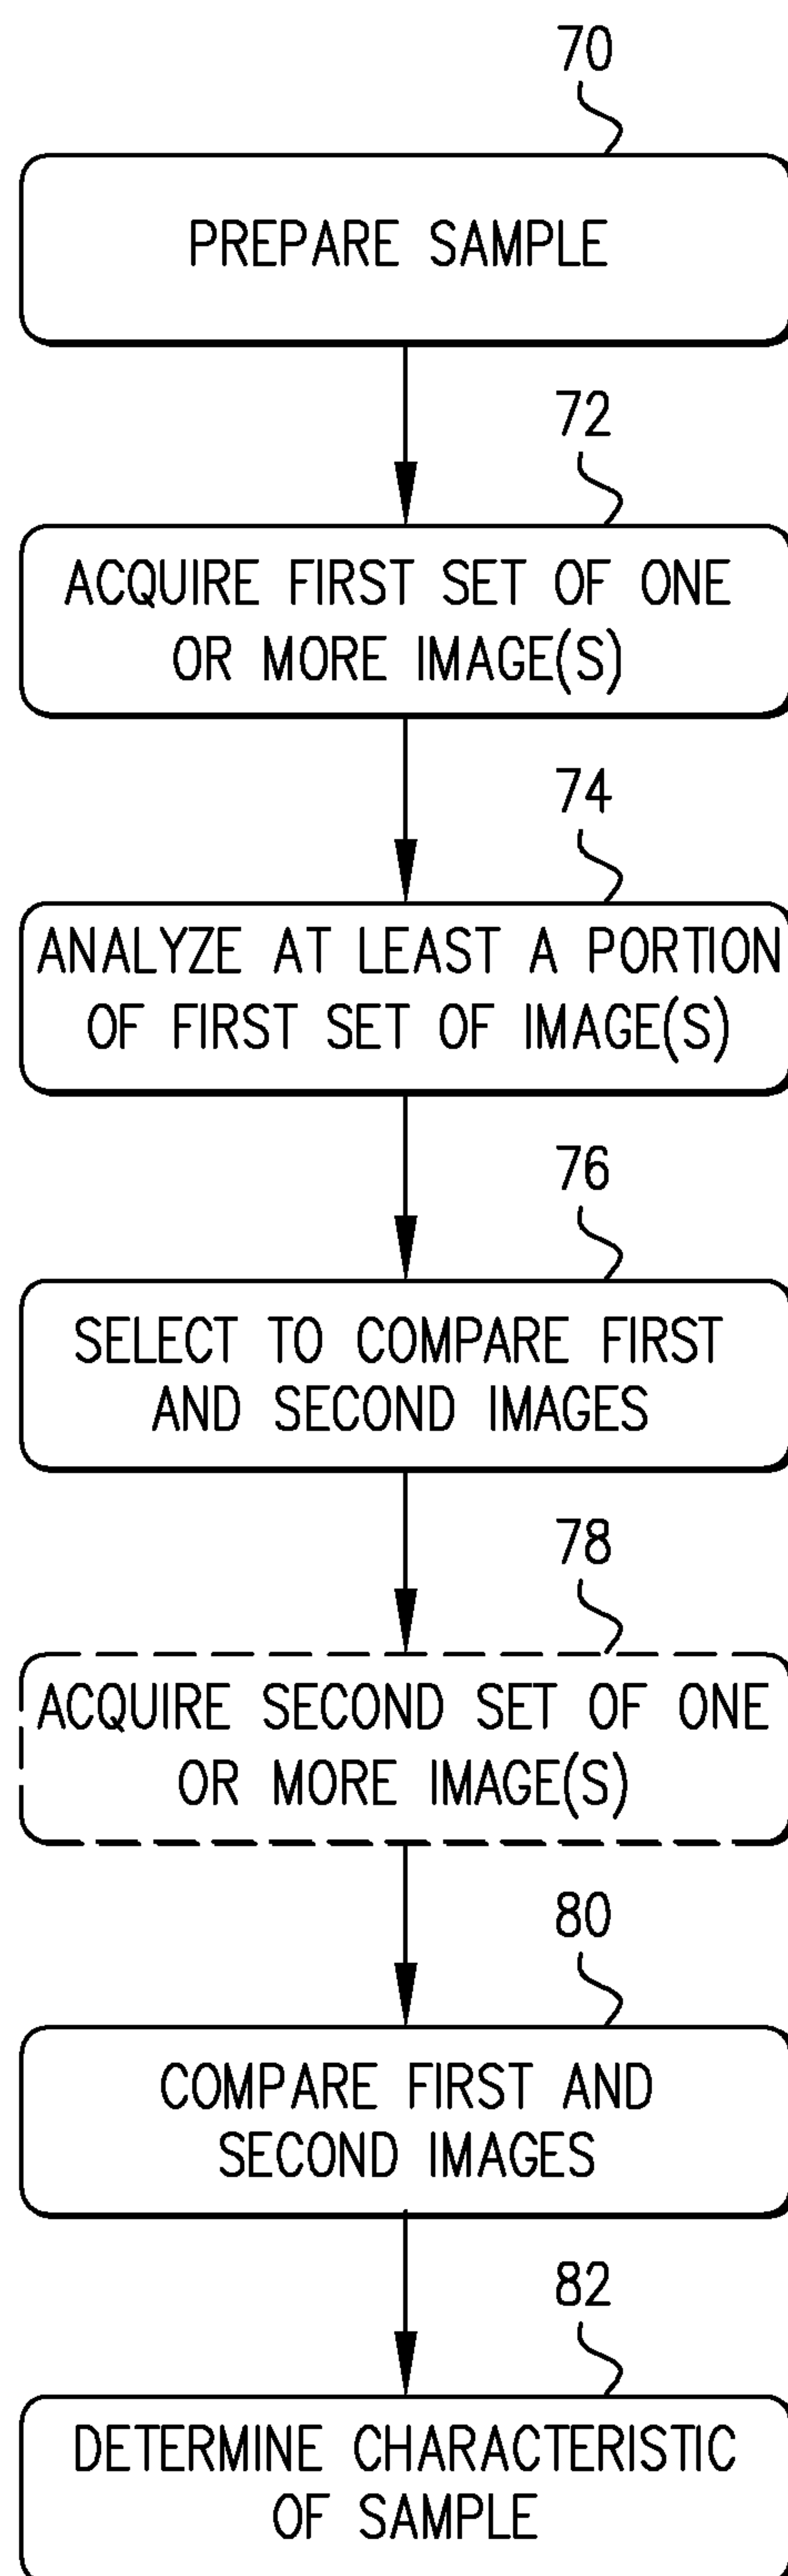 70
PREPARE SAMPLE
72
ACQUIRE FIRST SET OF ONE
OR MORE IMAGE(S)
74
ANALYZE AT LEAST A PORTION
OF FIRST SET OF IMAGE(S)
76
SELECT TO COMPARE FIRST
AND SECOND IMAGES
78
ACQUIRE SECOND SET OF ONE
OR MORE IMAGE(S)
80
COMPARE FIRST AND
SECOND IMAGES
82
DETERMINE CHARACTERISTIC
OF SAMPLE